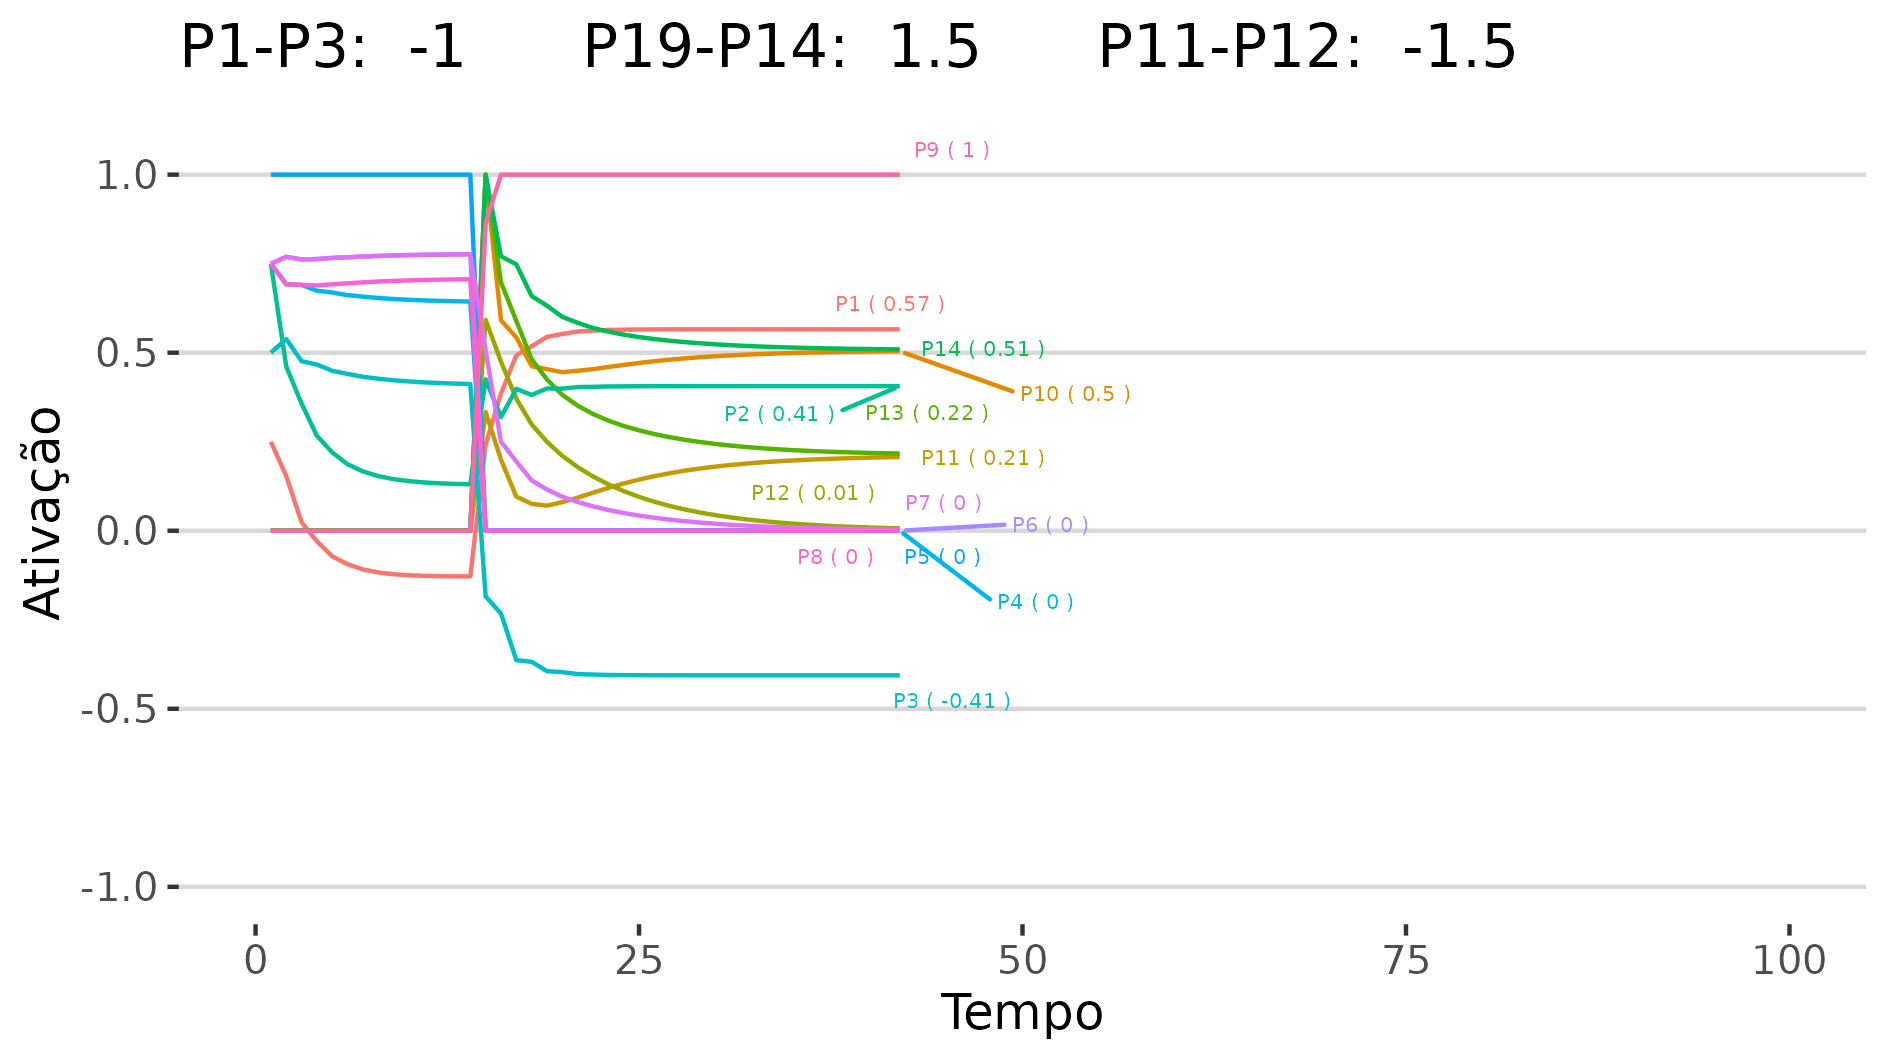 P1-P3: -1 P19-P14: 1.5 P11-P12: -1.5
P9 ( 1 )
1.0
P1 ( 0.57 )
0.5
P14 ( 0.51 )
P10 ( 0.5 )
P2 ( 0.41 )
P13 ( 0.22 )
P11 ( 0.21 )
P12 ( 0.01 )
P7 ( 0 )
P6 ( 0 )
0.0
P8 ( 0 )
P5 ( 0 )
P4 ( 0 )
P3 ( -0.41 )
-0.5
-1.0
Ativação
0 25 50 75 100
Tempo